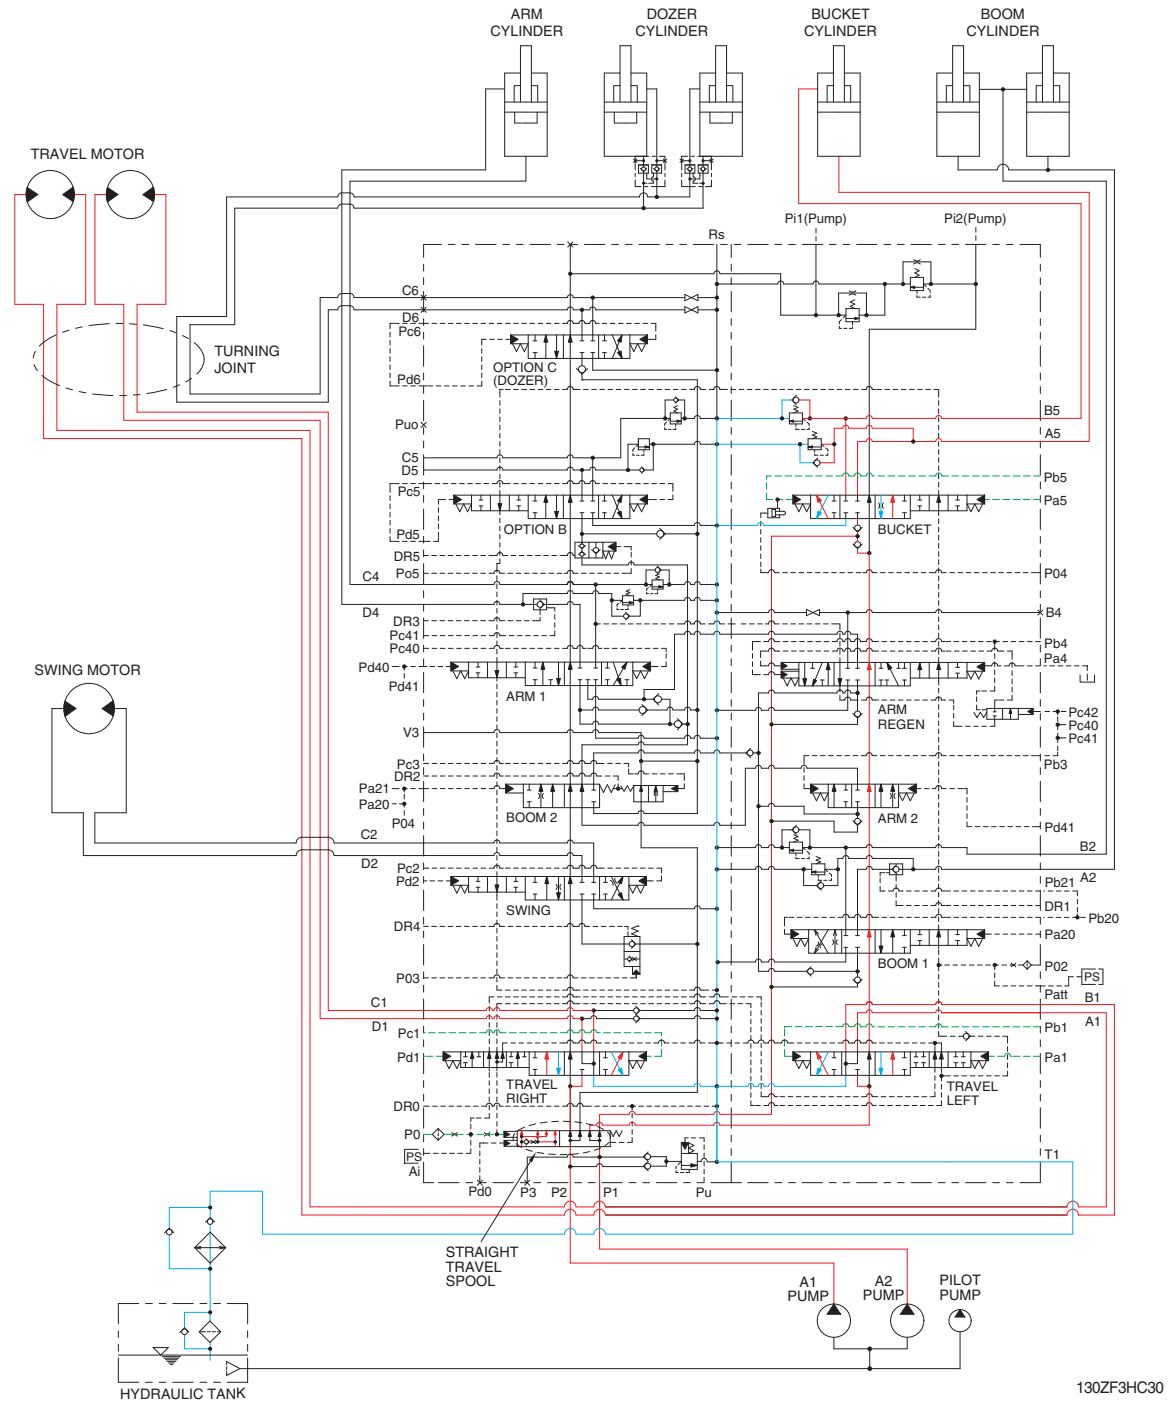 ARM
CYLINDER
DOZER
CYLINDER
BUCKET
CYLINDER
BOOM
CYLINDER
TRAVEL MOTOR
TURNING
JOINT
SWING MOTOR
Pi1(Pump)
Pi2(Pump)
Rs
C6
D6
Pc6
OPTION C
(DOZER)
Pd6
Puo
B5
A5
C5
D5
Pc5
Pb5
Pa5
OPTION B
BUCKET
Pd5
DR5
Po5
P04
C4
D4
DR3
Pc41
Pc40
Pd40
Pd41
ARM 1
B4
Pb4
Pa4
ARM
REGEN
Pc42
Pc40
Pc41
V3
Pc3
DR2
Pa21
Pa20
P04
BOOM 2
Pb3
ARM 2
Pd41
C2
D2
B2
A2
Pc2
Pd2
SWING
Pb21
DR1
Pb20
Pa20
DR4
BOOM 1
P03
P02
PS
Patt
C1
D1
B1
A1
Pc1
Pb1
Pd1
Pa1
TRAVEL
RIGHT
TRAVEL
LEFT
DR0
P0
PS
Ai
T1
Pd0
P3
P2
P1
Pu
STRAIGHT
TRAVEL
SPOOL
A1
PUMP
A2
PUMP
PILOT
PUMP
HYDRAULIC TANK
130ZF3HC30